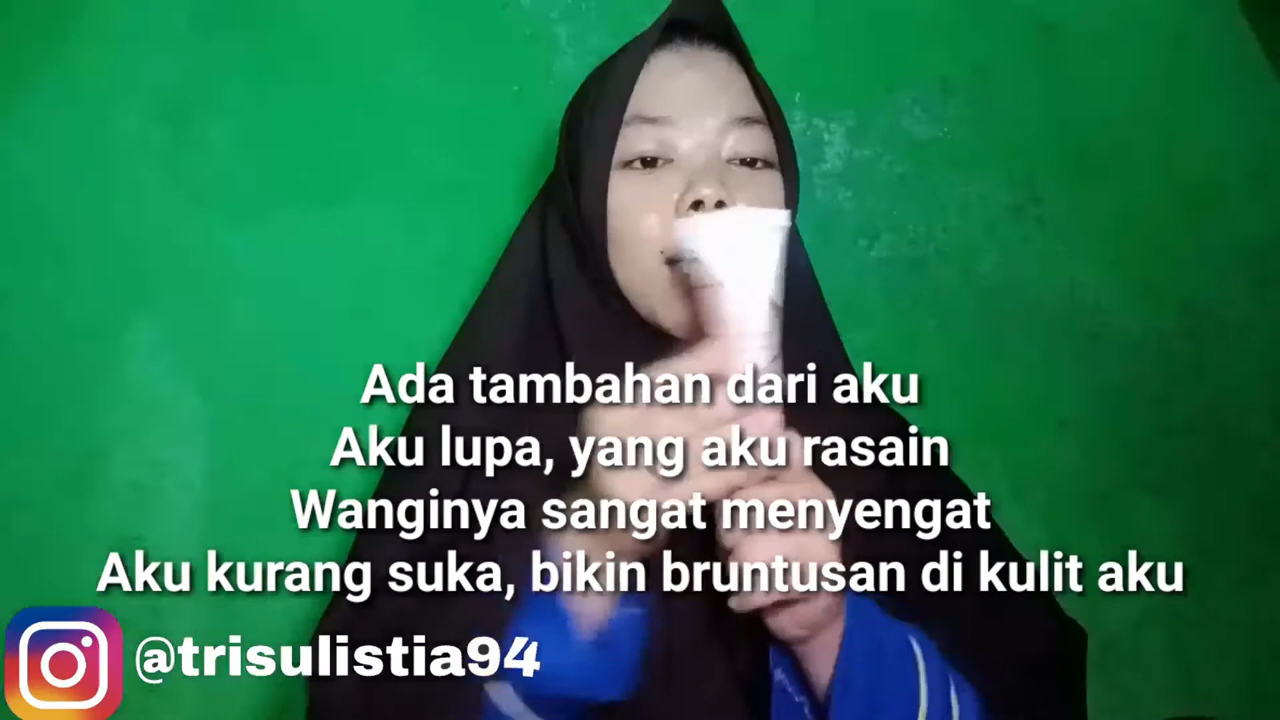 Ada tambahan dari aku
Aku lupa, yang aku rasain
Wanginya sangat menyengat
Aku kurang suka, bikin bruntusan di kulit aku
@trisulistia94